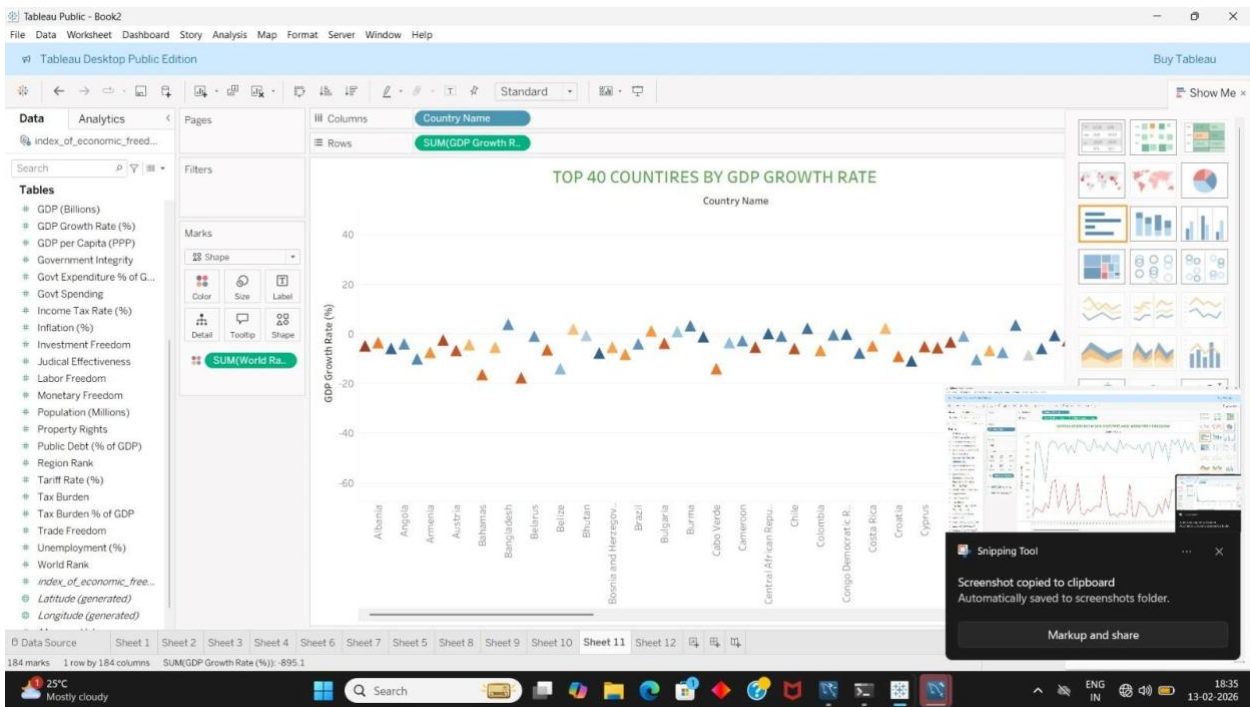 Tableau Public - Book2
File Data Worksheet Dashboard Story Analysis Map Format Server Window Help
Tableau Desktop Public Edition
Buy Tableau
Standard
Show Me ×
Data Analytics
index_of_economic_freed...
Search
Tables
GDP (Billions)
GDP Growth Rate (%)
GDP per Capita (PPP)
Government Integrity
Govt Expenditure % of G...
Govt Spending
Income Tax Rate (%)
Inflation (%)
Investment Freedom
Judical Effectiveness
Labor Freedom
Monetary Freedom
Population (Millions)
Property Rights
Public Debt (% of GDP)
Region Rank
Tariff Rate (%)
Tax Burden
Tax Burden % of GDP
Trade Freedom
Unemployment (%)
World Rank
index_of_economic_free...
Latitude (generated)
Longitude (generated)
Pages
Filters
Marks
Shape
Color Size Label
Detail Tooltip Shape
SUM(World Ra..
Columns Country Name
Rows SUM(GDP Growth R..
TOP 40 COUNTIRES BY GDP GROWTH RATE
Country Name
GDP Growth Rate (%)
40
20
0
-20
-40
-60
Albania
Angola
Armenia
Austria
Bahamas
Bangladesh
Belarus
Belize
Bhutan
Bosnia and Herzegov..
Brazil
Bulgaria
Burma
Cabo Verde
Cameroon
Central African Repu..
Chile
Colombia
Congo Democratic R..
Costa Rica
Croatia
Cyprus
Snipping Tool
Screenshot copied to clipboard
Automatically saved to screenshots folder.
Markup and share
Data Source Sheet 1 Sheet 2 Sheet 3 Sheet 4 Sheet 6 Sheet 7 Sheet 5 Sheet 8 Sheet 9 Sheet 10 Sheet 11 Sheet 12
184 marks 1 row by 184 columns SUM(GDP Growth Rate (%)): -895.1
1
25°C
Mostly cloudy
Search
1
ENG
IN
18:35
13-02-2026